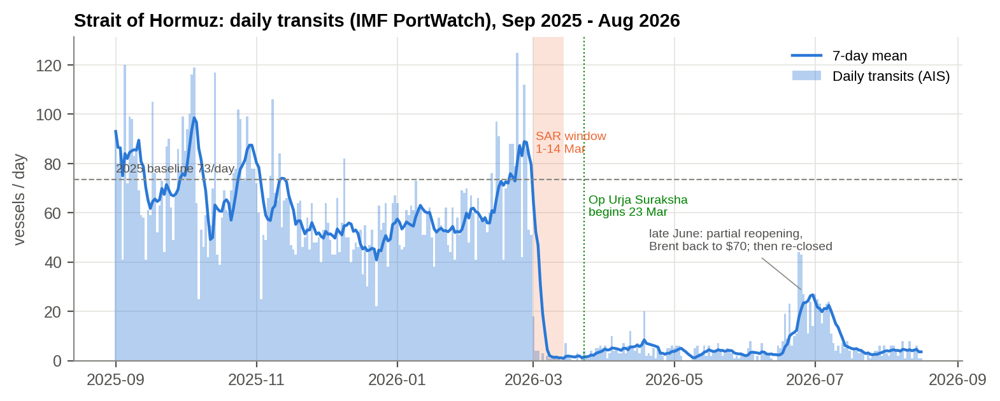 Strait of Hormuz: daily transits (IMF PortWatch), Sep 2025 - Aug 2026
vessels / day
120
100
80
60
40
20
0
7-day mean
Daily transits (AIS)
SAR window
1-14 Mar
2025 baseline 73/day
Op Urja Suraksha
begins 23 Mar
late June: partial reopening,
Brent back to $70; then re-closed
2025-09
2025-11
2026-01
2026-03
2026-05
2026-07
2026-09